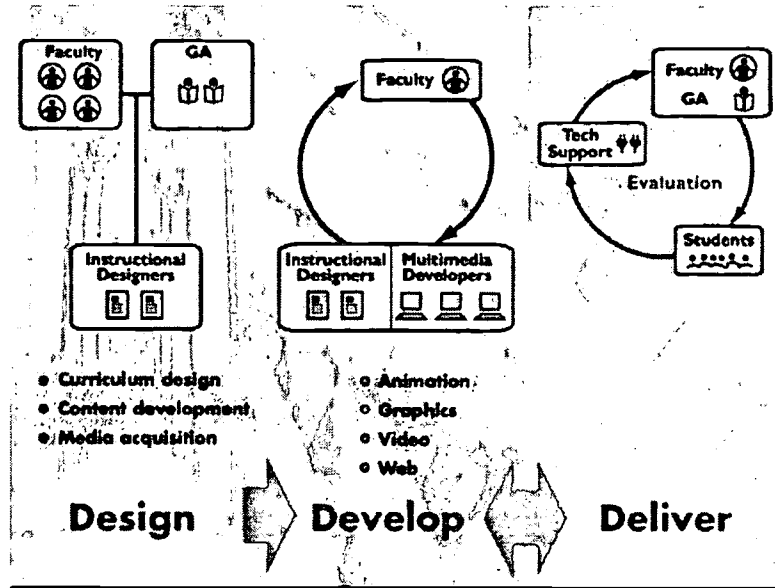 Faculty
GA
Instructional
Designers
Curriculum design
Content development
Media acquisition
Design
Faculty
Instructional
Designers
Multimedia
Developers
Animation
Graphics
Video
Web
Develop
Faculty
GA
Tech
Support
Evaluation
Students
Deliver